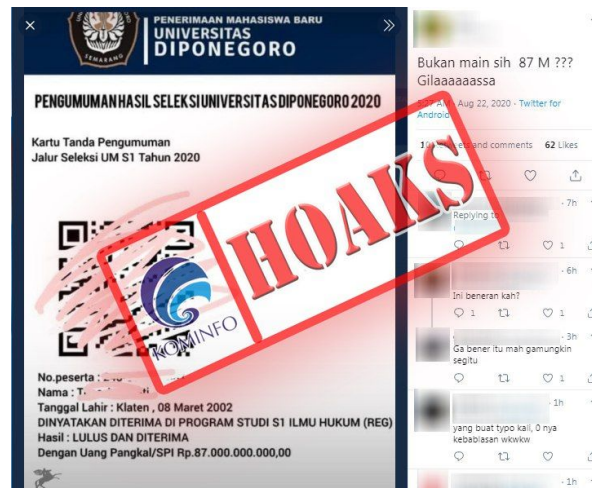 PENERIMAAN MAHASISWA BARU
UNIVERSITAS
DIPONEGORO
SEMARANG
PENGUMUMAN HASIL SELEKSI UNIVERSITAS DIPONEGORO 2020
Kartu Tanda Pengumuman
Jalur Seleksi UM S1 Tahun 2020
HOAKS
KOMINFO
No.peserta :
Nama :
Tanggal Lahir : Klaten , 08 Maret 2002
DINYATAKAN DITERIMA DI PROGRAM STUDI S1 ILMU HUKUM (REG)
Hasil : LULUS DAN DITERIMA
Dengan Uang Pangkal/SPI Rp.87.000.000.000,00
Bukan main sih 87 M ???
Gilaaaaaassa
AM · Aug 22, 2020 · Twitter for
Android
and comments 62 Likes
· 7h
Replying to
1
· 6h
Ini beneran kah?
1 1
· 3h
Ga bener itu mah gamungkin
segitu
1
· 1h
yang buat typo kali, 0 nya
kebablasan wkwkw
1
· 1h